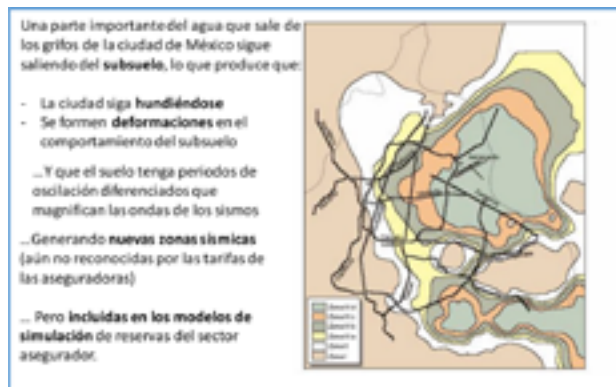 Una parte importante del agua que sale de
los grifos de la ciudad de México sigue
saliendo del subsuelo, lo que produce que:
- La ciudad siga hundiéndose
- Se formen deformaciones en el
comportamiento del subsuelo
...Y que el suelo tenga periodos de
oscilación diferenciados que
magnifican las ondas de los sismos
...Generando nuevas zonas sísmicas
(aún no reconocidas por las tarifas de
las aseguradoras)
... Pero incluidas en los modelos de
simulación de reservas del sector
asegurador.